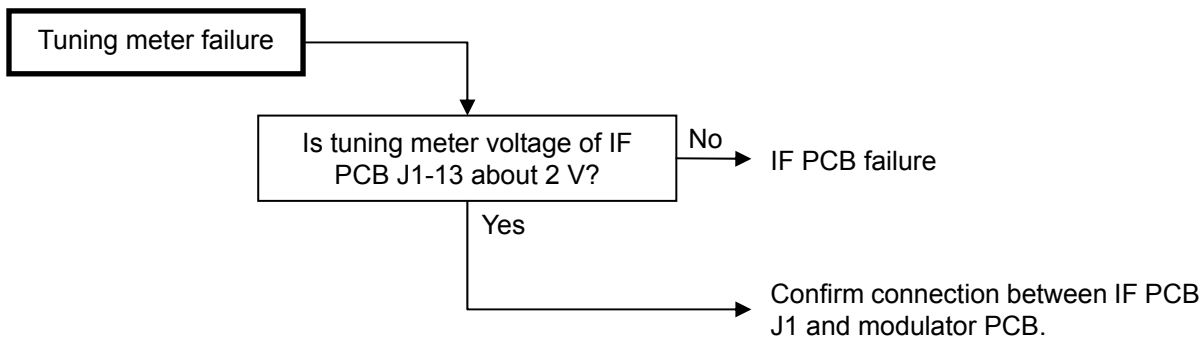 Tuning meter failure
Is tuning meter voltage of IF
PCB J1-13 about 2 V?
No
IF PCB failure
Yes
Confirm connection between IF PCB
J1 and modulator PCB.